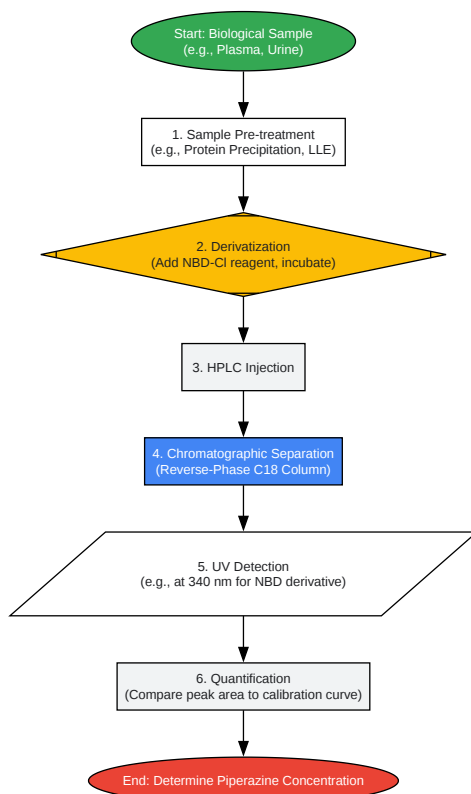 Start: Biological Sample
(e.g., Plasma, Urine)
1. Sample Pre-treatment
(e.g., Protein Precipitation, LLE)
2. Derivatization
(Add NBD-Cl reagent, incubate)
3. HPLC Injection
4. Chromatographic Separation
(Reverse-Phase C18 Column)
5. UV Detection
(e.g., at 340 nm for NBD derivative)
6. Quantification
(Compare peak area to calibration curve)
End: Determine Piperazine Concentration